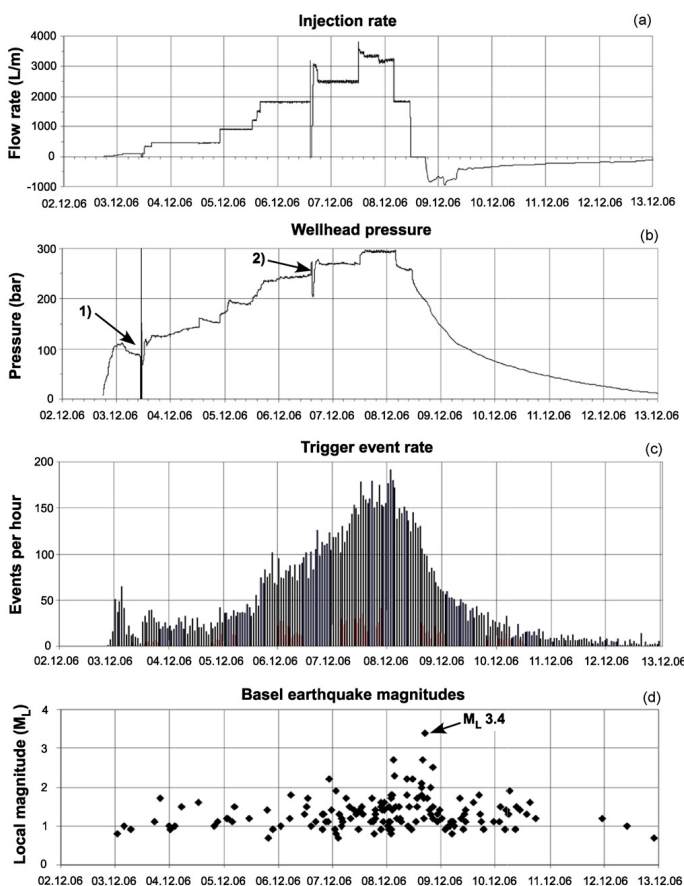 Injection rate
(a)
Flow rate (L/m)
4000
3000
2000
1000
0
-1000
02.12.06 03.12.06 04.12.06 05.12.06 06.12.06 07.12.06 08.12.06 09.12.06 10.12.06 11.12.06 12.12.06 13.12.06
Wellhead pressure
(b)
Pressure (bar)
300
200
100
0
1)
2)
02.12.06 03.12.06 04.12.06 05.12.06 06.12.06 07.12.06 08.12.06 09.12.06 10.12.06 11.12.06 12.12.06 13.12.06
Trigger event rate
(c)
Events per hour
200
150
100
50
0
02.12.06 03.12.06 04.12.06 05.12.06 06.12.06 07.12.06 08.12.06 09.12.06 10.12.06 11.12.06 12.12.06 13.12.06
Basel earthquake magnitudes
(d)
Local magnitude (ML)
4
3
2
1
0
ML 3.4
02.12.06 03.12.06 04.12.06 05.12.06 06.12.06 07.12.06 08.12.06 09.12.06 10.12.06 11.12.06 12.12.06 13.12.06